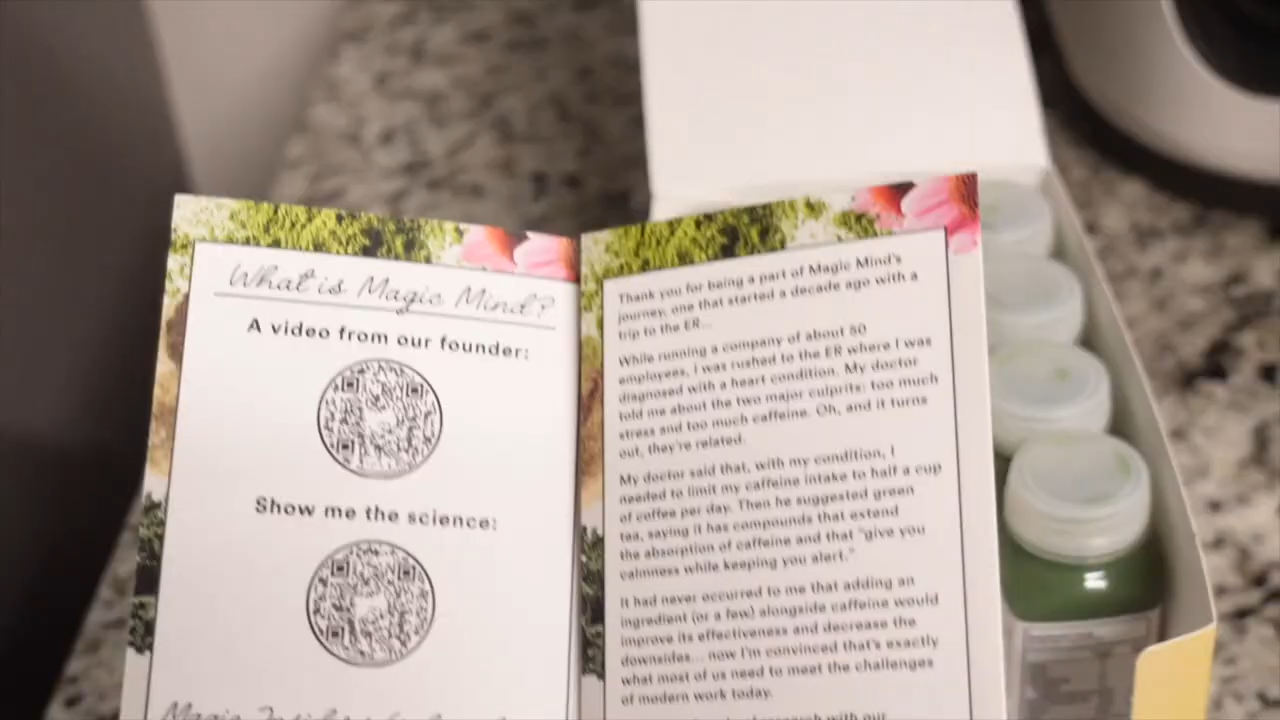 What is Magic Mind?
A video from our founder:
Show me the science:
Thank you for being a part of Magic Mind's
journey, one that started a decade ago with a
trip to the ER...
While running a company of about 50
employees, I was rushed to the ER where I was
diagnosed with a heart condition. My doctor
told me about the two major culprits: too much
stress and too much caffeine. Oh, and it turns
out, they're related.
My doctor said that, with my condition, I
needed to limit my caffeine intake to half a cup
of coffee per day. Then he suggested green
tea, saying it has compounds that extend
the absorption of caffeine and that "give you
calmness while keeping you alert."
It had never occurred to me that adding an
ingredient (or a few) alongside caffeine would
improve its effectiveness and decrease the
downsides... now I'm convinced that's exactly
what most of us need to meet the challenges
of modern work today.
research with our